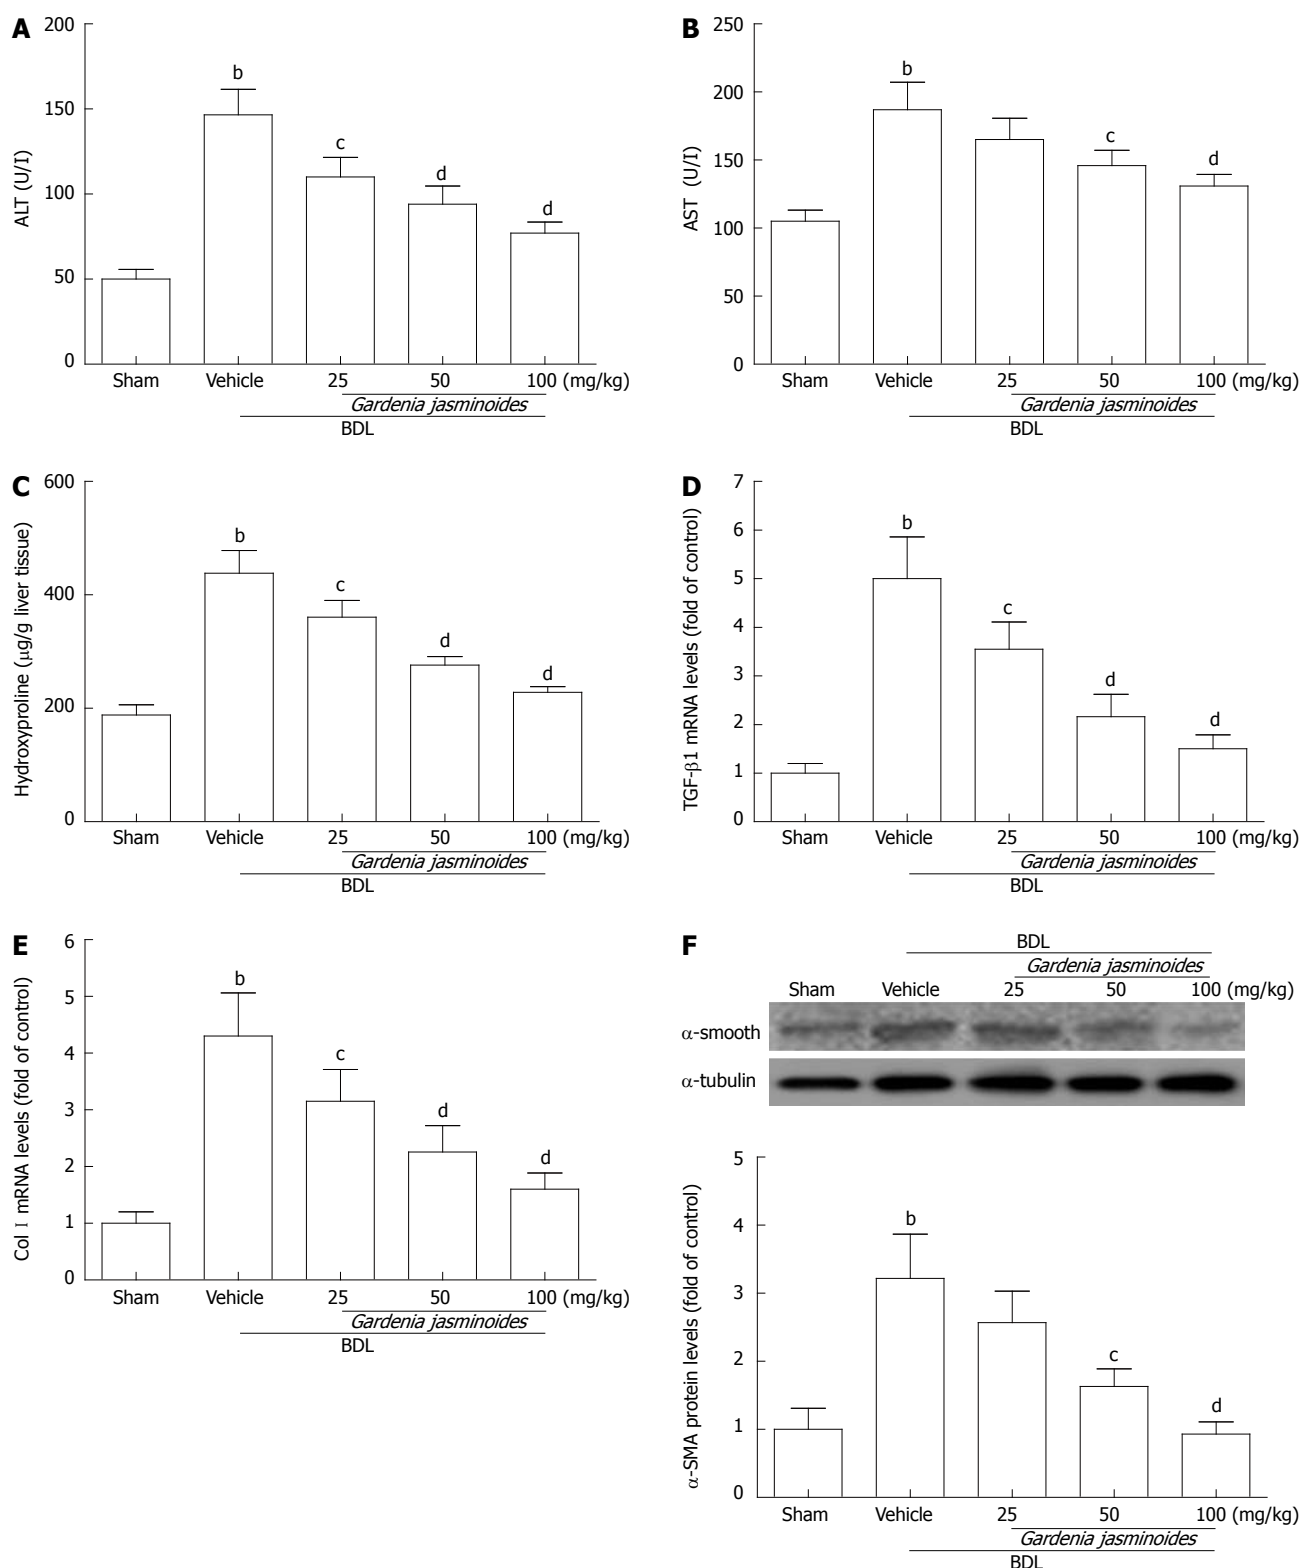 A
200
150
100
50
0
ALT (U/I)
b
c
d
d
Sham Vehicle 25 50 100 (mg/kg)
Gardenia jasminoides
BDL
B
250
200
150
100
50
0
AST (U/I)
b
c
d
Sham Vehicle 25 50 100 (mg/kg)
Gardenia jasminoides
BDL
C
600
400
200
0
Hydroxyproline (μg/g liver tissue)
b
c
d
d
Sham Vehicle 25 50 100 (mg/kg)
Gardenia jasminoides
BDL
D
7
6
5
4
3
2
1
0
TGF-β1 mRNA levels (fold of control)
b
c
d
d
Sham Vehicle 25 50 100 (mg/kg)
Gardenia jasminoides
BDL
E
6
5
4
3
2
1
0
Col I mRNA levels (fold of control)
b
c
d
d
Sham Vehicle 25 50 100 (mg/kg)
Gardenia jasminoides
BDL
F
BDL
Gardenia jasminoides
Sham Vehicle 25 50 100 (mg/kg)
α-smooth
α-tubulin
5
4
3
2
1
0
α-SMA protein levels (fold of control)
b
c
d
Sham Vehicle 25 50 100 (mg/kg)
Gardenia jasminoides
BDL